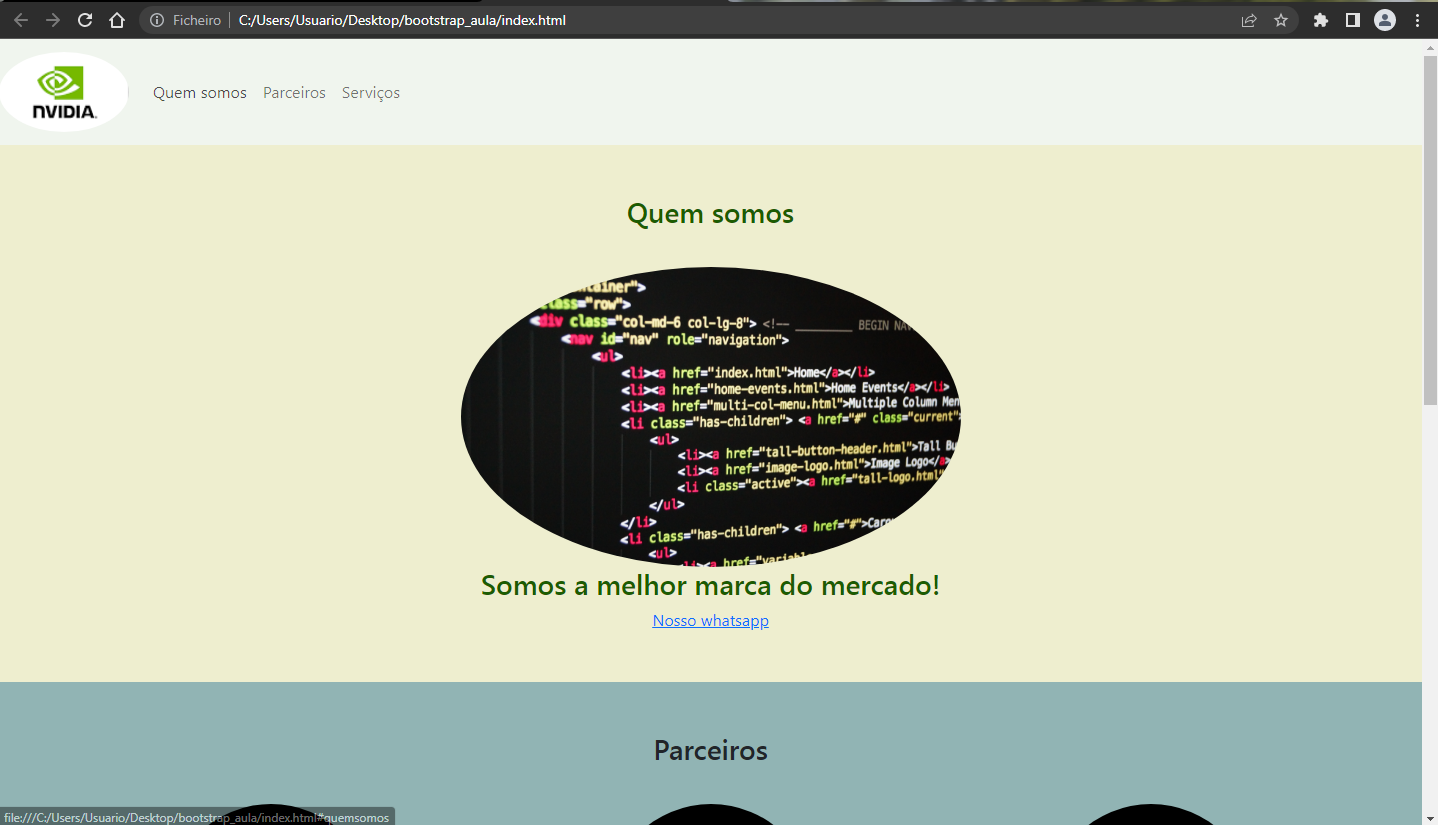 Ficheiro | C:/Users/Usuario/Desktop/bootstrap_aula/index.html
NVIDIA.
Quem somos Parceiros Serviços
Quem somos
container">
class="row">
<div class="col-md-6 col-lg-8"> <!-- ________ BEGIN NAV
<nav id="nav" role="navigation">
<ul>
<li><a href="index.html">Home</a></li>
<li><a href="home-events.html">Home Events</a></li>
<li><a href="multi-col-menu.html">Multiple Column Men
<li class="has-children"> <a href="#" class="current">
<ul>
<li><a href="tall-button-header.html">Tall Bu
<li><a href="image-logo.html">Image Logo</a>
<li class="active"><a href="tall-logo.html"
</ul>
</li>
<li class="has-children"> <a href="#">Caro
<ul>
<li><a href="variabl
Somos a melhor marca do mercado!
Nosso whatsapp
Parceiros
file:///C:/Users/Usuario/Desktop/bootstrap_aula/index.html#quemsomos